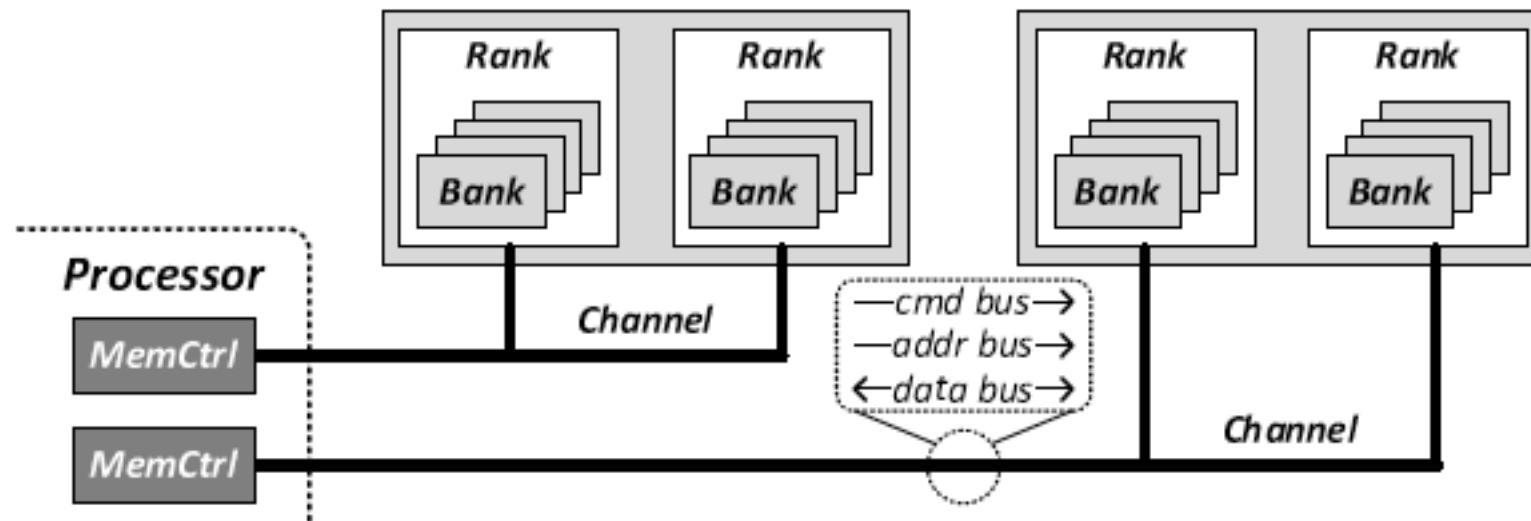 Rank Rank Rank Rank
Bank Bank Bank Bank
Processor
cmd bus
Channel
MemCtrl
addr bus
data bus
Channel
MemCtrl